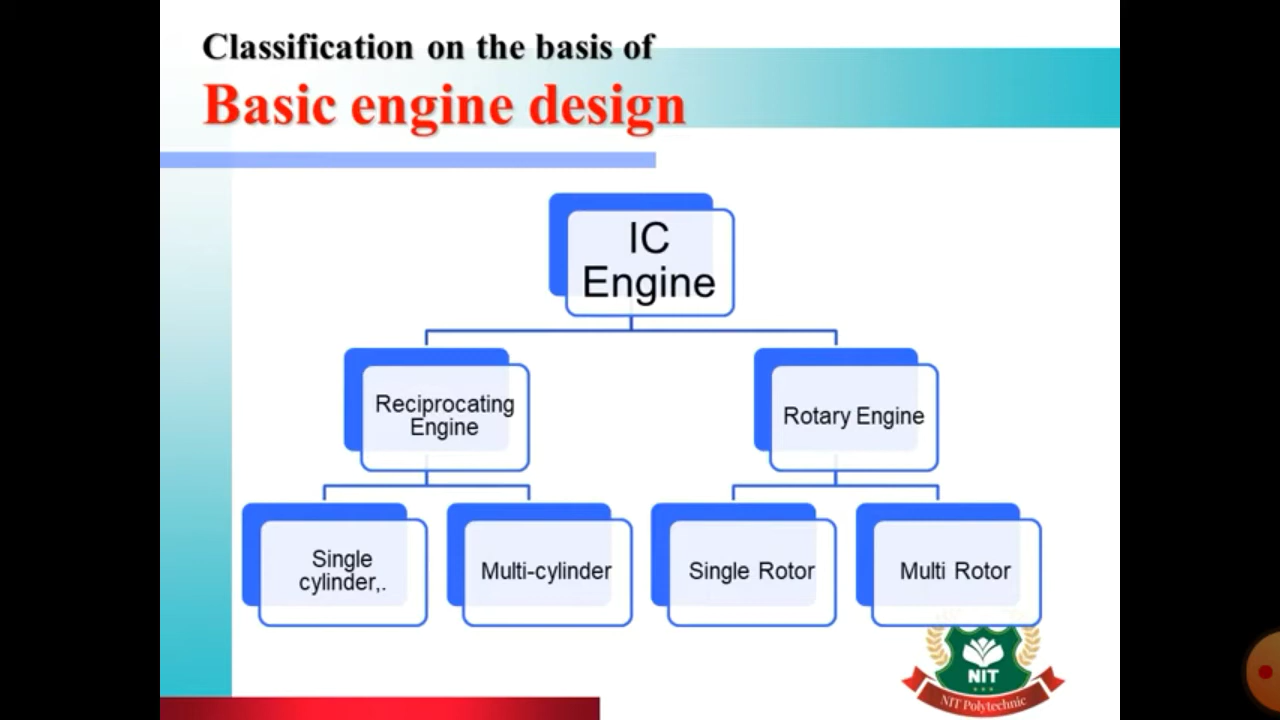 Classification on the basis of
Basic engine design
IC
Engine
Reciprocating
Engine
Rotary Engine
Single
cylinder,.
Multi-cylinder
Single Rotor
Multi Rotor
NIT
NIT Polytechnic